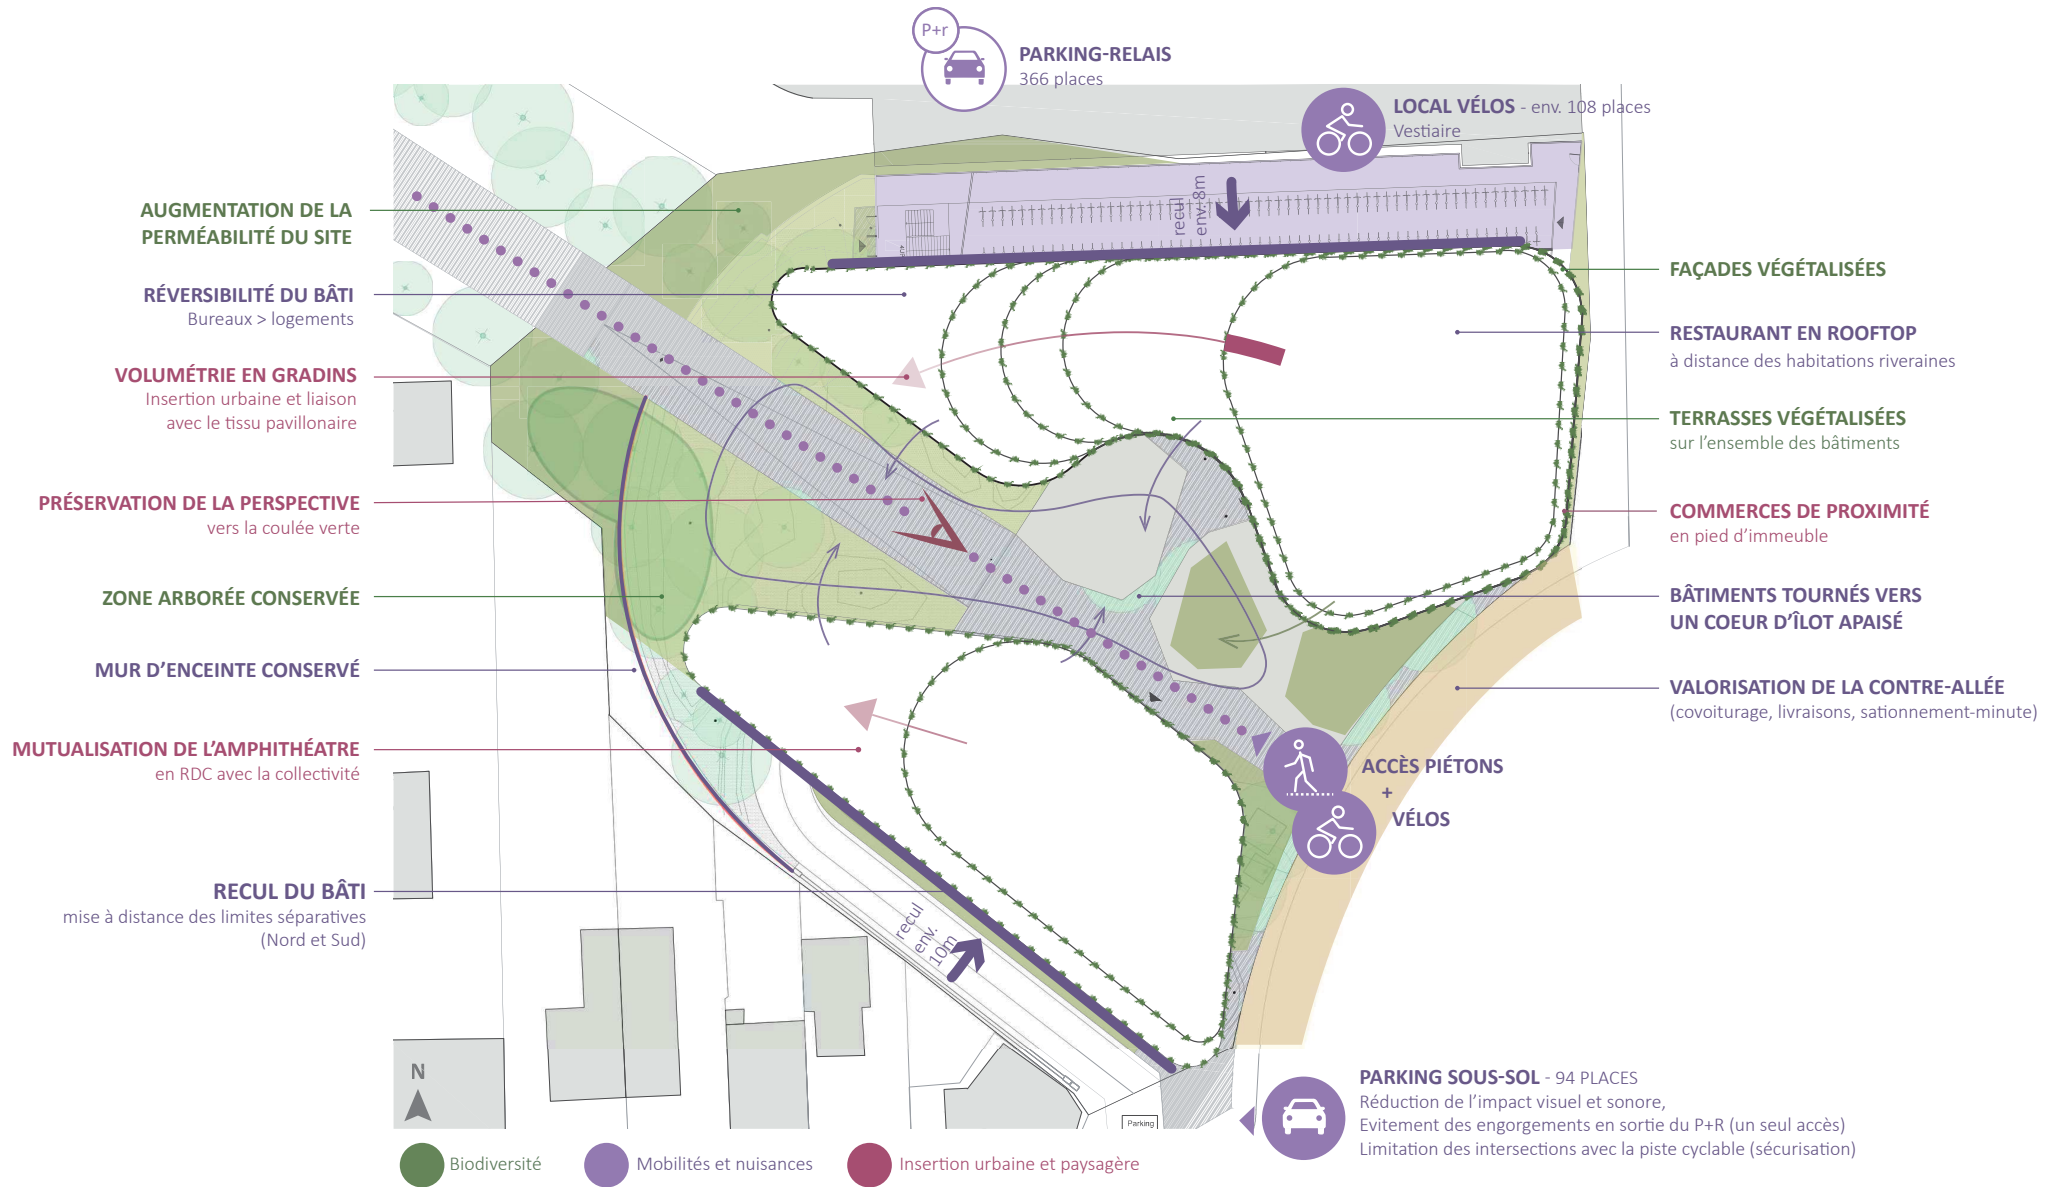 P+r
PARKING-RELAIS
366 places
LOCAL VÉLOS - env. 108 places
Vestiaire
recul
env. 8m
AUGMENTATION DE LA
PERMÉABILITÉ DU SITE
RÉVERSIBILITÉ DU BÂTI
Bureaux > logements
VOLUMÉTRIE EN GRADINS
Insertion urbaine et liaison
avec le tissu pavillonaire
PRÉSERVATION DE LA PERSPECTIVE
vers la coulée verte
ZONE ARBORÉE CONSERVÉE
MUR D'ENCEINTE CONSERVÉ
MUTUALISATION DE L'AMPHITHÉATRE
en RDC avec la collectivité
RECUL DU BÂTI
mise à distance des limites séparatives
(Nord et Sud)
FAÇADES VÉGÉTALISÉES
RESTAURANT EN ROOFTOP
à distance des habitations riveraines
TERRASSES VÉGÉTALISÉES
sur l'ensemble des bâtiments
COMMERCES DE PROXIMITÉ
en pied d'immeuble
BÂTIMENTS TOURNÉS VERS
UN COEUR D'ÎLOT APAISÉ
VALORISATION DE LA CONTRE-ALLÉE
(covoiturage, livraisons, sationnement-minute)
ACCÈS PIÉTONS
+
VÉLOS
recul
env.
10m
N
Parking
PARKING SOUS-SOL - 94 PLACES
Réduction de l'impact visuel et sonore,
Evitement des engorgements en sortie du P+R (un seul accès)
Limitation des intersections avec la piste cyclable (sécurisation)
Biodiversité
Mobilités et nuisances
Insertion urbaine et paysagère